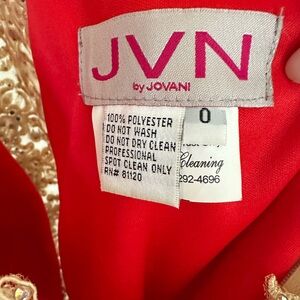 JVN
by JOVANI
100% POLYESTER
DO NOT WASH
DO NOT DRY CLEAN
PROFESSIONAL
SPOT CLEAN ONLY
RN# 81120
0
Cleaning
292-4696